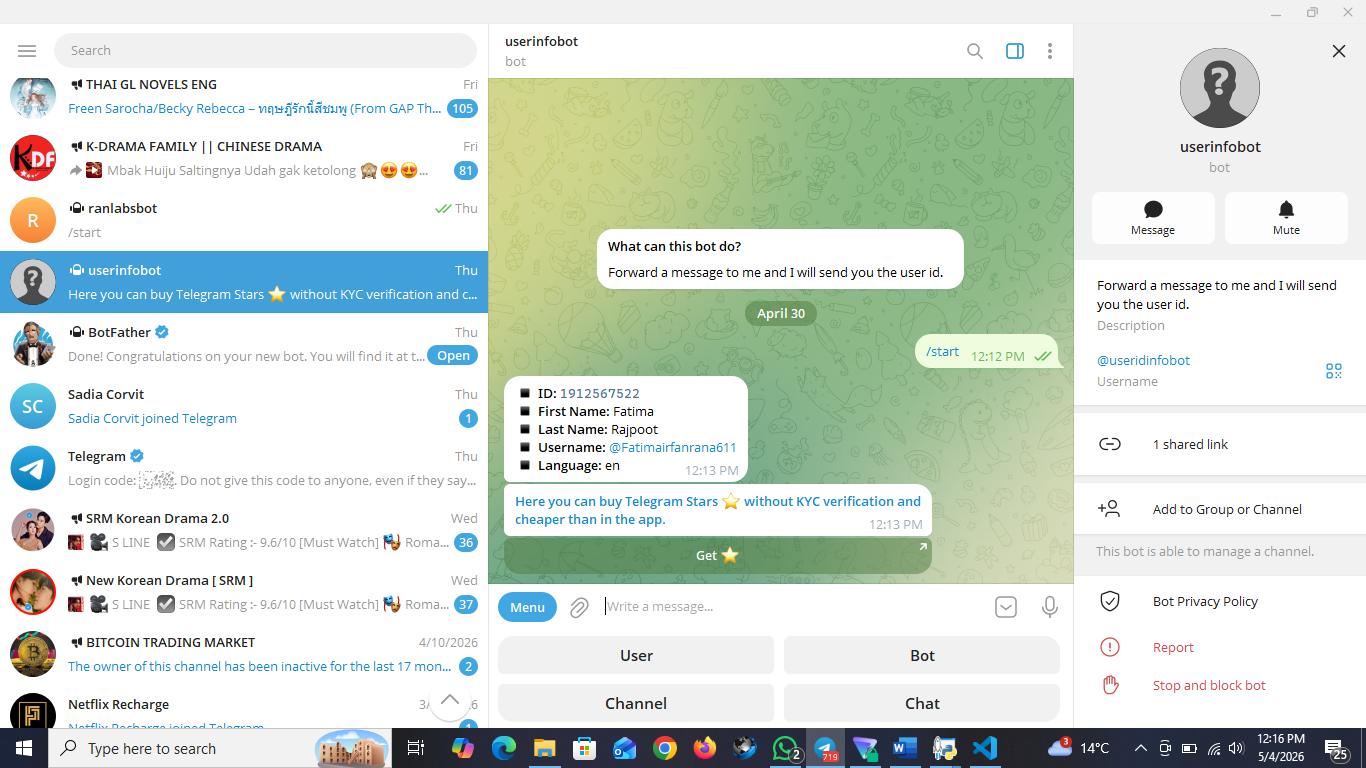 Search
THAI GL NOVELS ENG
Fri
Freen Sarocha/Becky Rebecca – ทฤษฎีรักนี้สีชมพู (From GAP Th...
105
KDF
K-DRAMA FAMILY || CHINESE DRAMA
Fri
Mbak Huiju Saltingnya Udah gak ketolong 🙈😍😍...
81
R
ranlabsbot
Thu
/start
userinfobot
Thu
Here you can buy Telegram Stars ⭐ without KYC verification and c...
BotFather
Thu
Done! Congratulations on your new bot. You will find it at t...
Open
SC
Sadia Corvit
Thu
Sadia Corvit joined Telegram
1
Telegram
Thu
Login code: . Do not give this code to anyone, even if they say...
SRM Korean Drama 2.0
Wed
S LINE ☑ SRM Rating :- 9.6/10 [Must Watch] 🎭 Roma...
36
New Korean Drama [ SRM ]
Wed
S LINE ☑ SRM Rating :- 9.6/10 [Must Watch] 🎭 Roma...
37
BITCOIN TRADING MARKET
4/10/2026
The owner of this channel has been inactive for the last 17 mon...
2
Netflix Recharge
Netflix Recharge joined Telegram
userinfobot
bot
What can this bot do?
Forward a message to me and I will send you the user id.
April 30
/start
12:12 PM
ID: 1912567522
First Name: Fatima
Last Name: Rajpoot
Username: @Fatimairfanrana611
Language: en
12:13 PM
Here you can buy Telegram Stars ⭐ without KYC verification and
cheaper than in the app.
12:13 PM
Get ⭐
Menu
Write a message...
User
Bot
Channel
Chat
userinfobot
bot
Message
Mute
Forward a message to me and I will send
you the user id.
Description
@useridinfobot
Username
1 shared link
Add to Group or Channel
This bot is able to manage a channel.
Bot Privacy Policy
Report
Stop and block bot
Type here to search
2
719
3
14°C
12:16 PM
5/4/2026
25